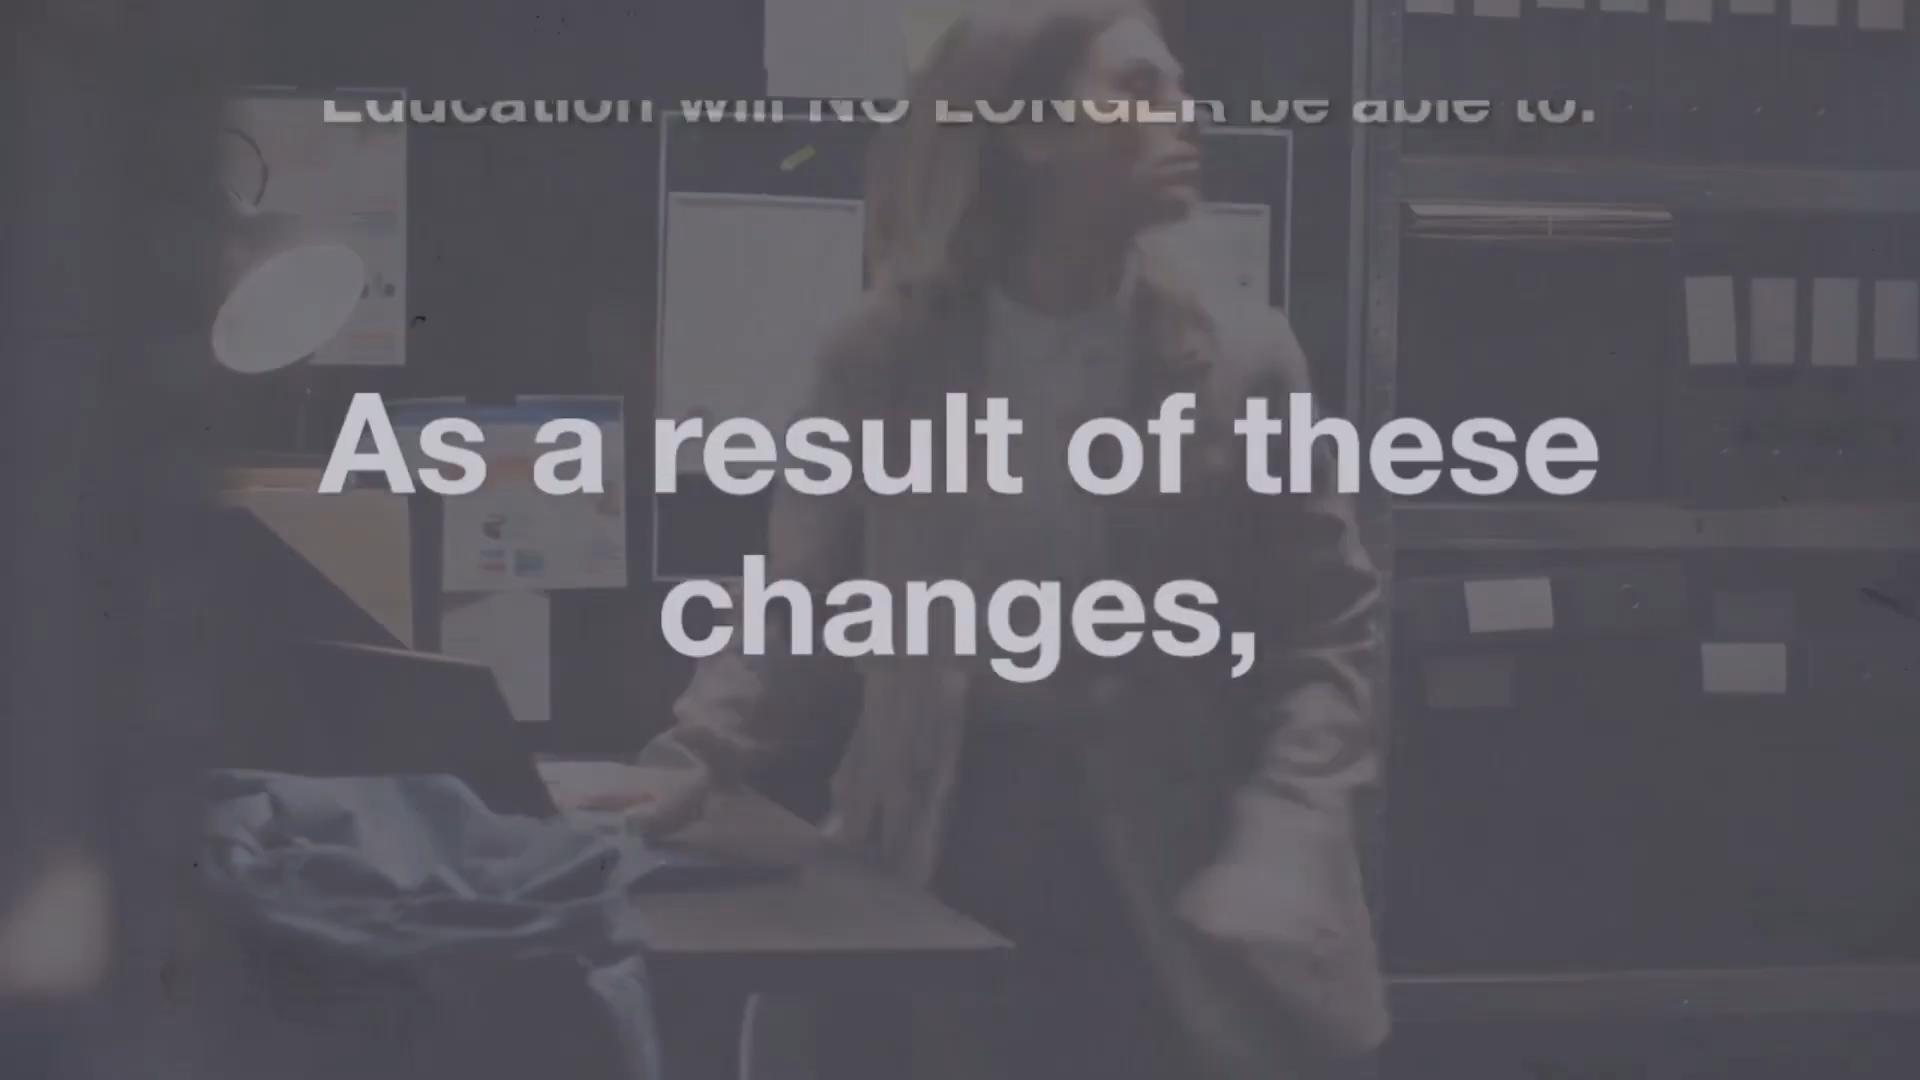 Education will NO LONGER be able to:
As a result of these
changes,